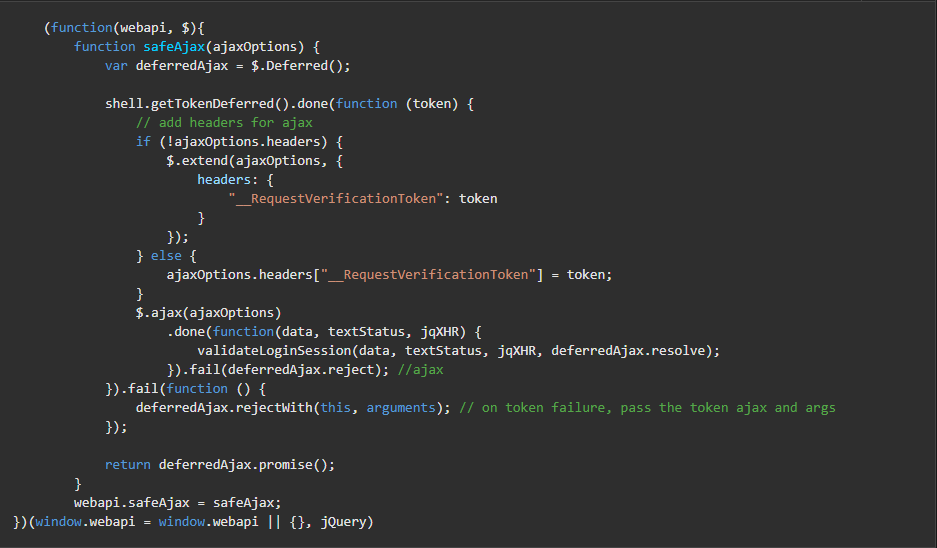 (function(webapi, $){
function safeAjax(ajaxOptions) {
var deferredAjax = $.Deferred();
shell.getTokenDeferred().done(function (token) {
// add headers for ajax
if (!ajaxOptions.headers) {
$.extend(ajaxOptions, {
headers: {
"__RequestVerificationToken": token
}
});
} else {
ajaxOptions.headers["__RequestVerificationToken"] = token;
}
$.ajax(ajaxOptions)
.done(function(data, textStatus, jqXHR) {
validateLoginSession(data, textStatus, jqXHR, deferredAjax.resolve);
}).fail(deferredAjax.reject); //ajax
}).fail(function () {
deferredAjax.rejectWith(this, arguments); // on token failure, pass the token ajax and args
});
return deferredAjax.promise();
}
webapi.safeAjax = safeAjax;
})(window.webapi = window.webapi || {}, jQuery)